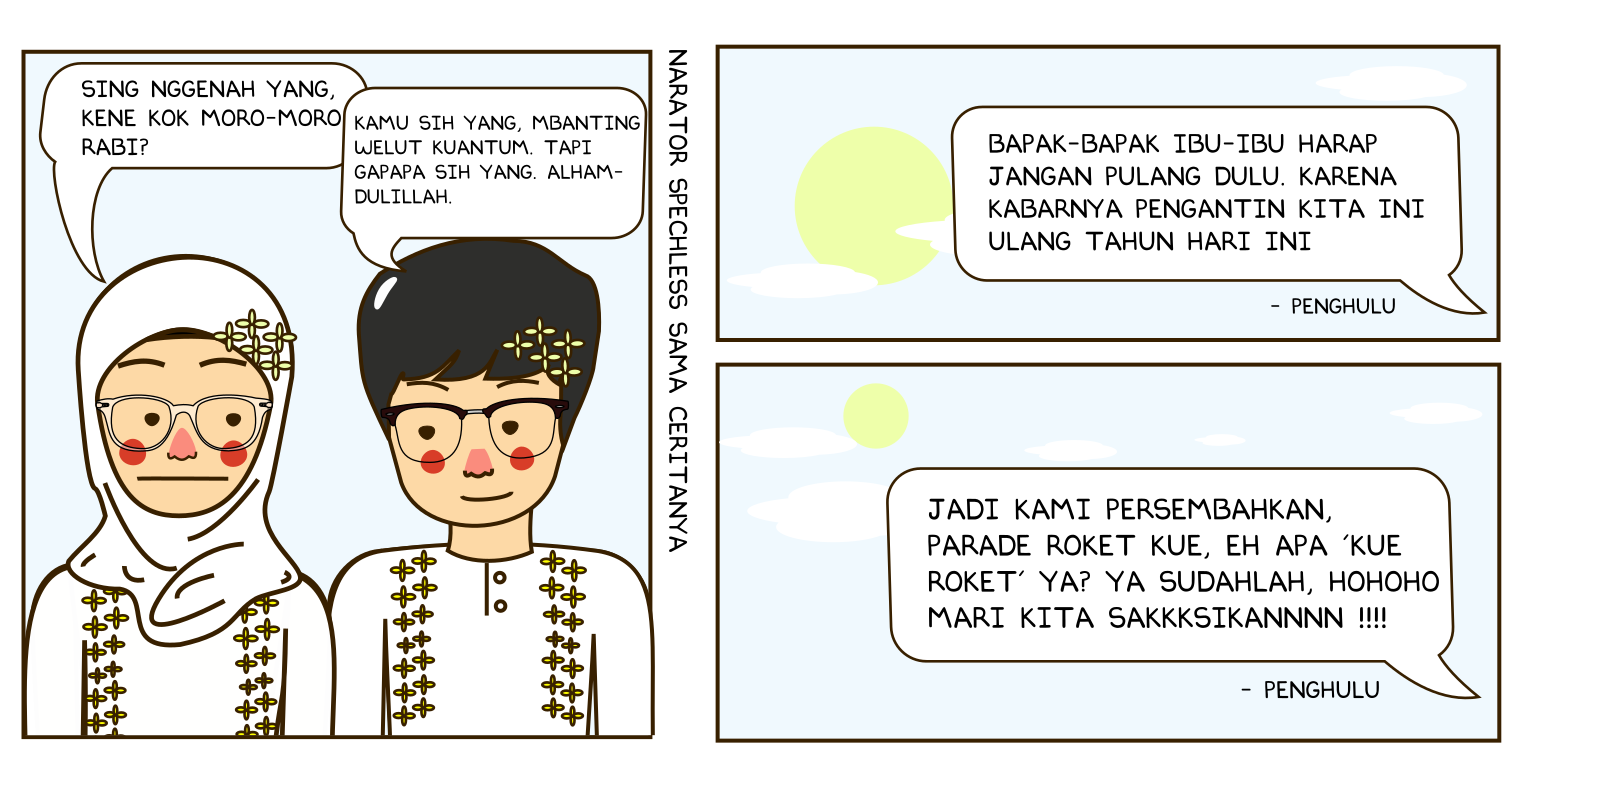 SING NGGENAH YANG,
KENE KOK MORO-MORO
RABI?
KAMU SIH YANG, MBANTING
WELUT KUANTUM. TAPI
GAPAPA SIH YANG. ALHAM-
DULILLAH.
NARATOR SPECHLESS SAMA CERITANYA
BAPAK-BAPAK IBU-IBU HARAP
JANGAN PULANG DULU. KARENA
KABARNYA PENGANTIN KITA INI
ULANG TAHUN HARI INI
- PENGHULU
JADI KAMI PERSEMBAHKAN,
PARADE ROKET KUE, EH APA 'KUE
ROKET' YA? YA SUDAHLAH, HOHOHO
MARI KITA SAKKKSIKANNNN !!!!
- PENGHULU